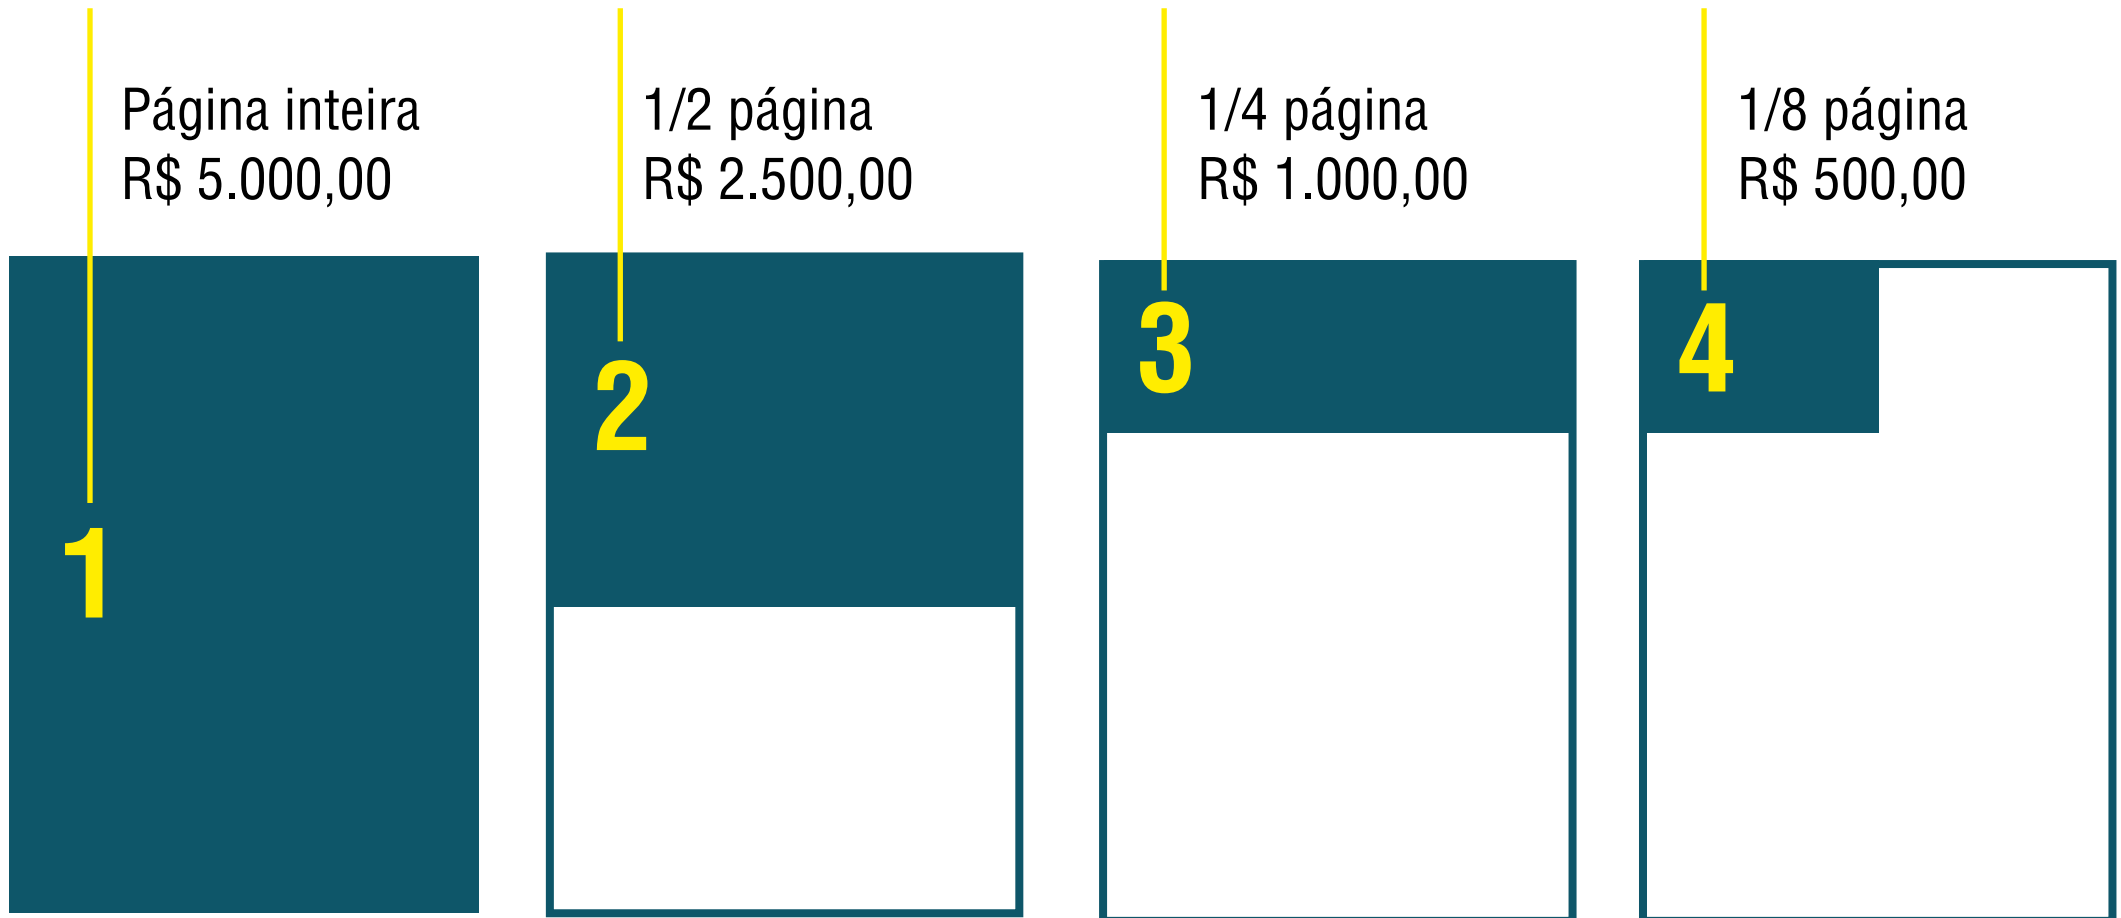 Página inteira
R$ 5.000,00
1
1/2 página
R$ 2.500,00
2
1/4 página
R$ 1.000,00
3
1/8 página
R$ 500,00
4